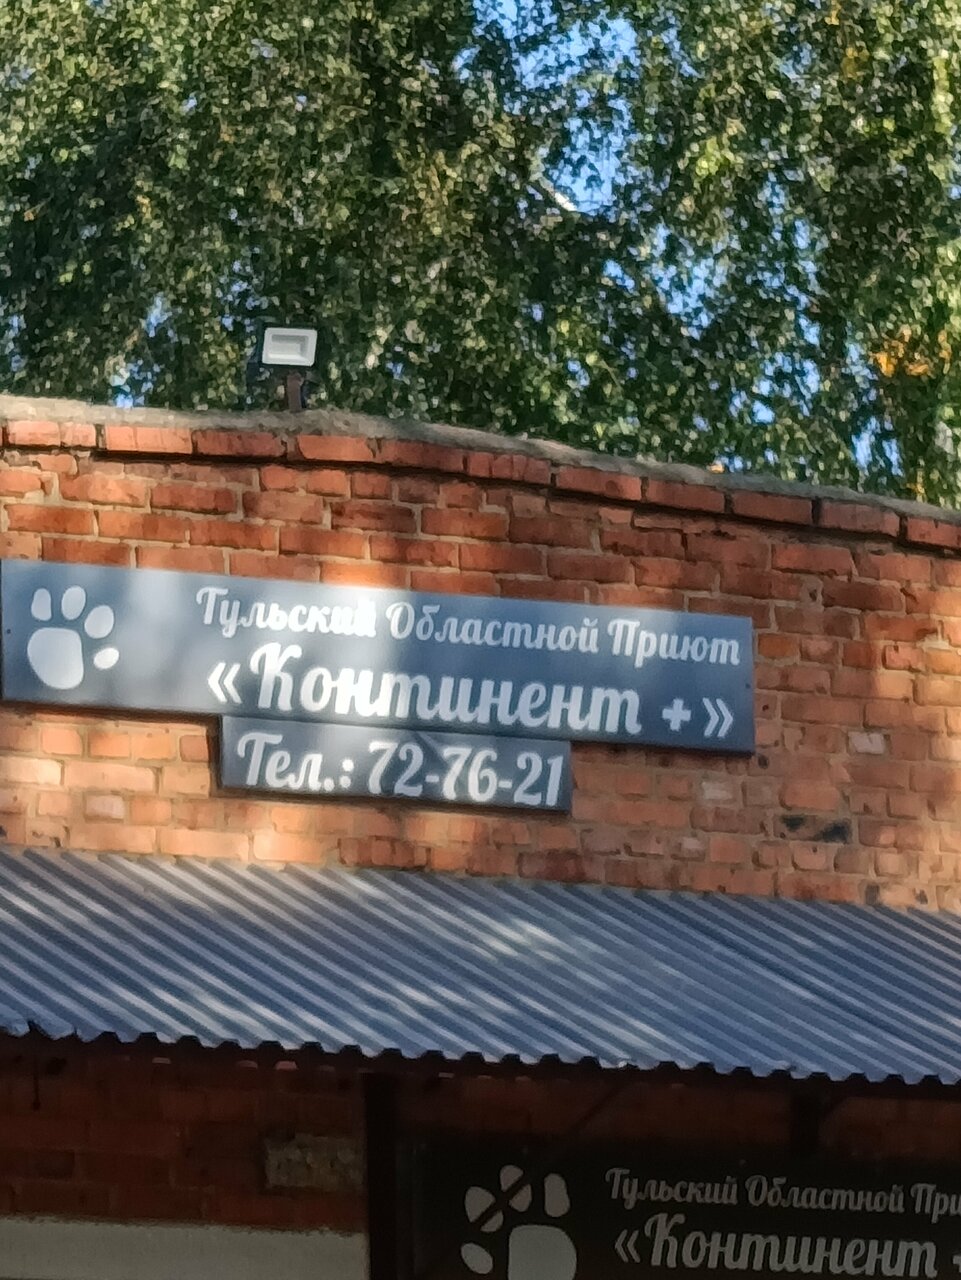 Тульский Областной Приют
«Континент +»
Тел.: 72-76-21
Тульский Областной При
«Континент +